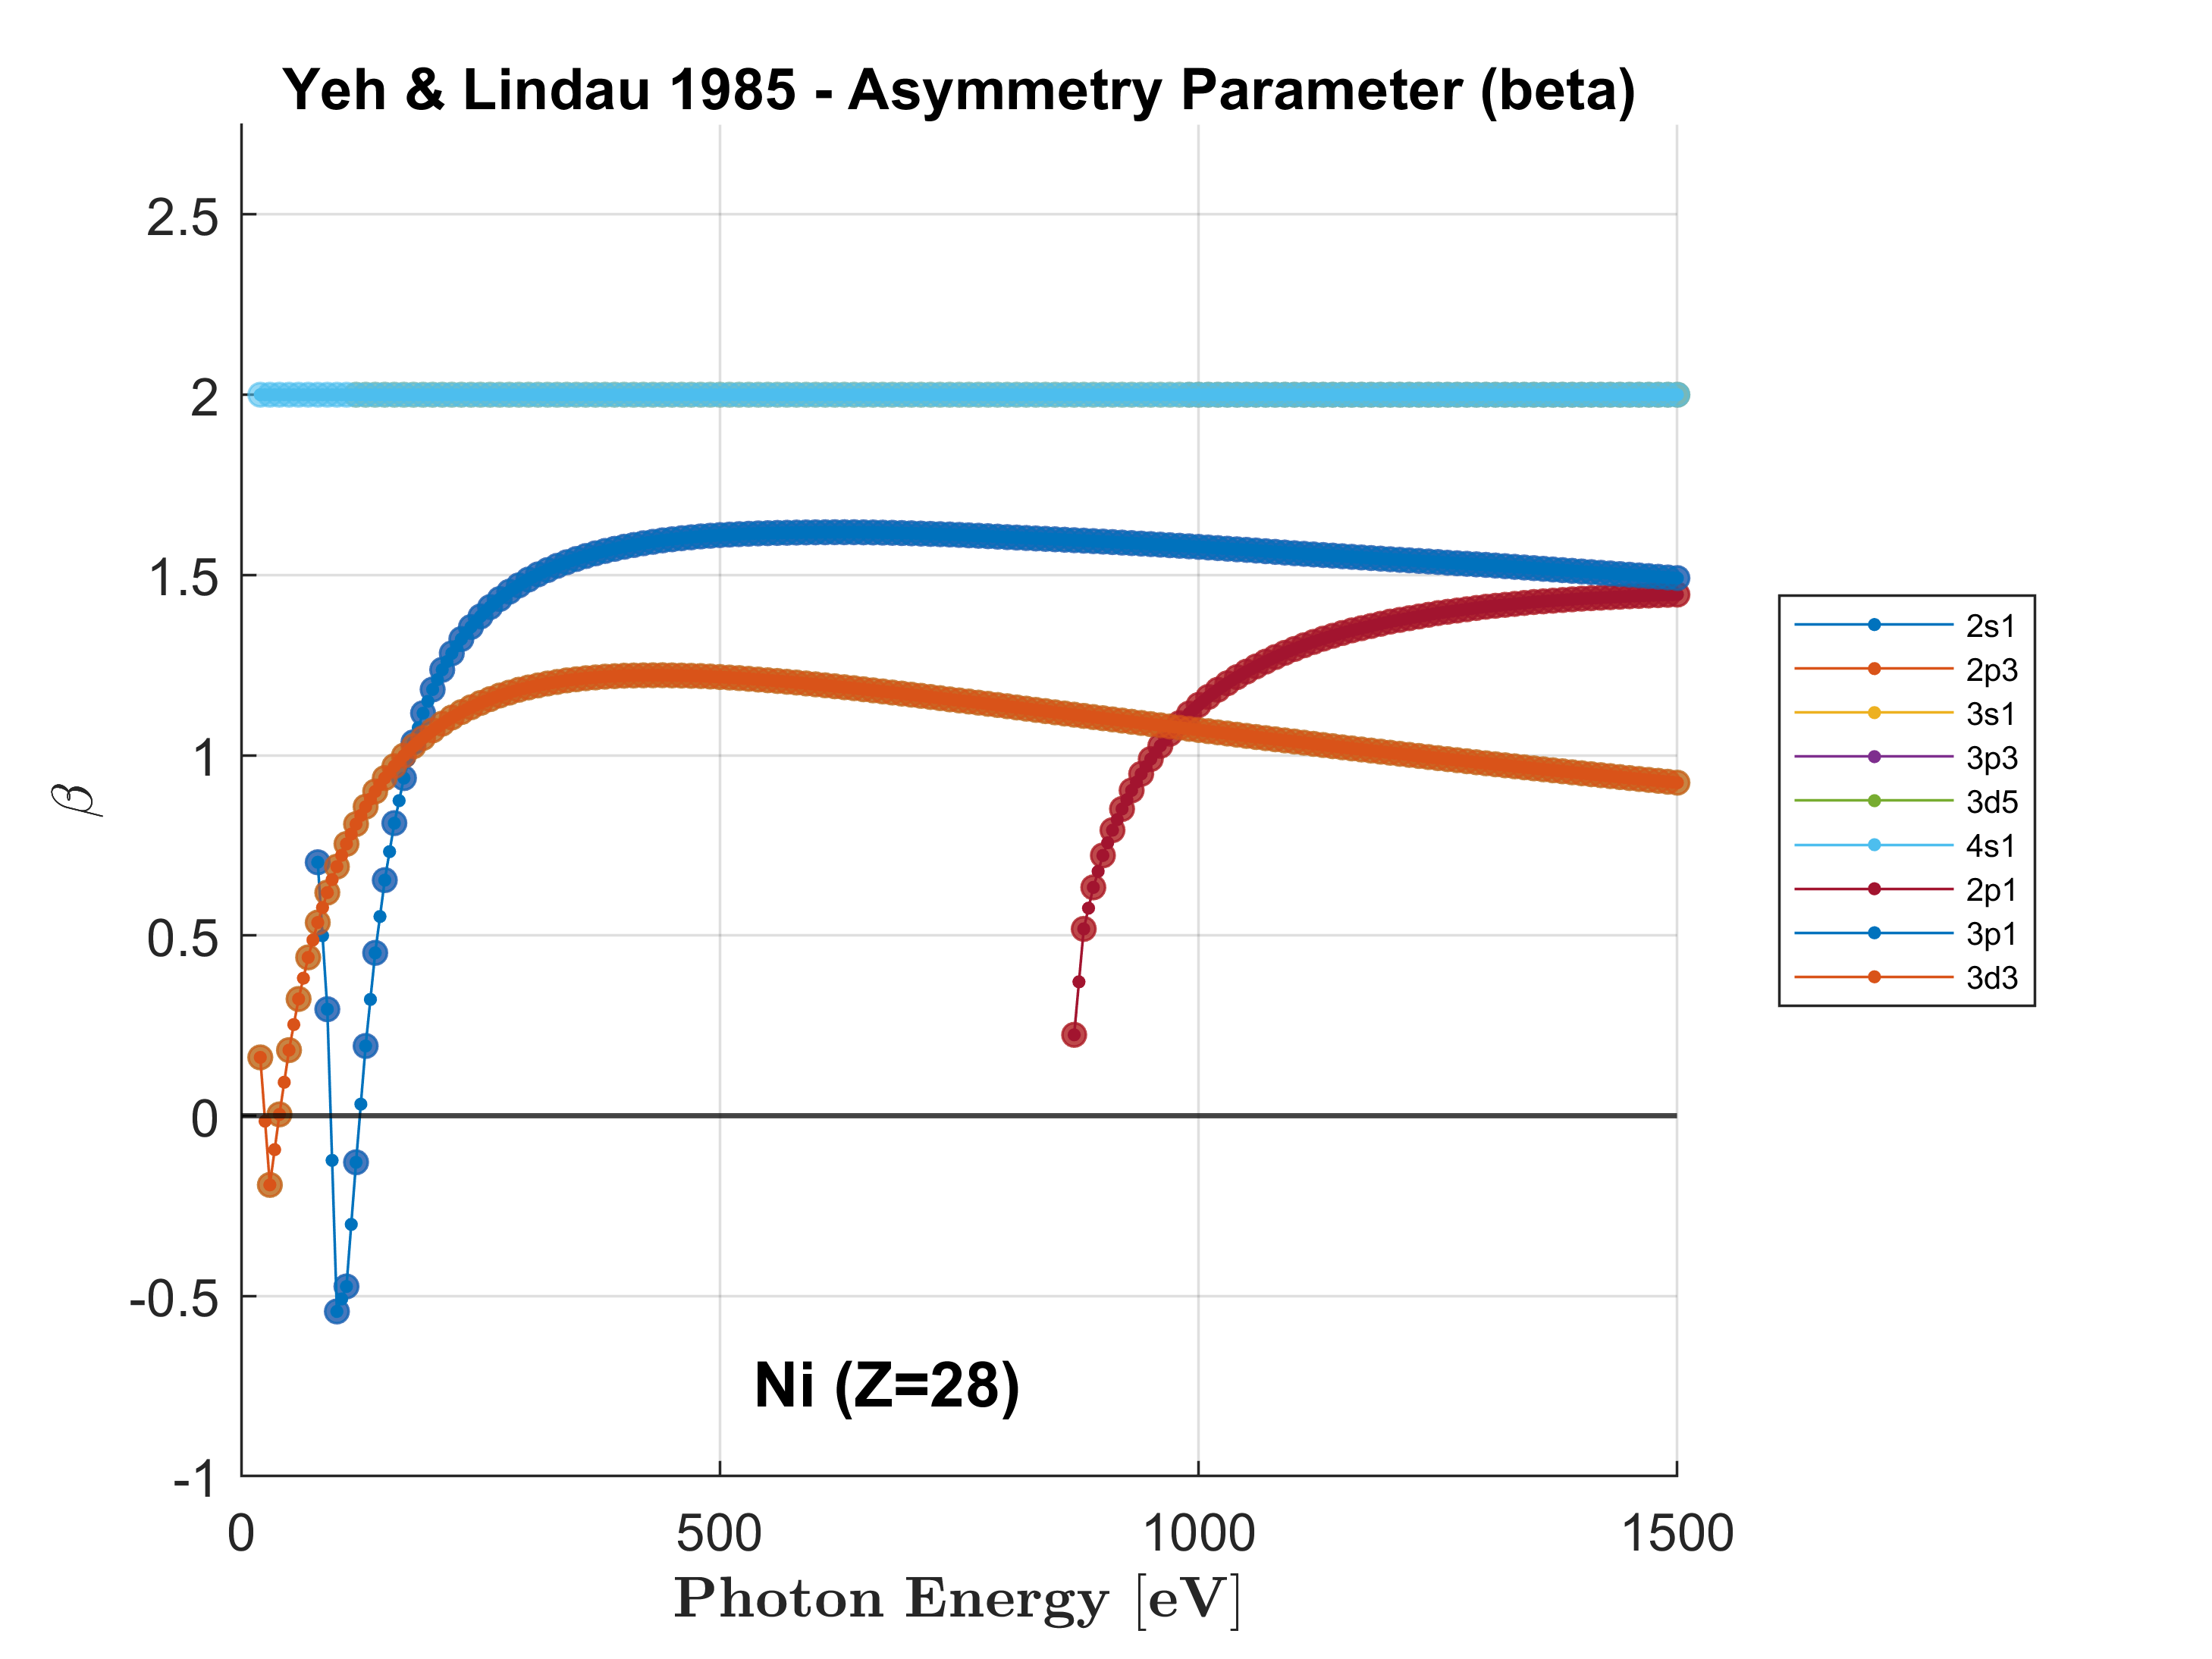 Yeh & Lindau 1985 - Asymmetry Parameter (beta)
2.5
2
1.5
1
0.5
0
-0.5
-1
β
0 500 1000 1500
Photon Energy [eV]
Ni (Z=28)
2s1
2p3
3s1
3p3
3d5
4s1
2p1
3p1
3d3